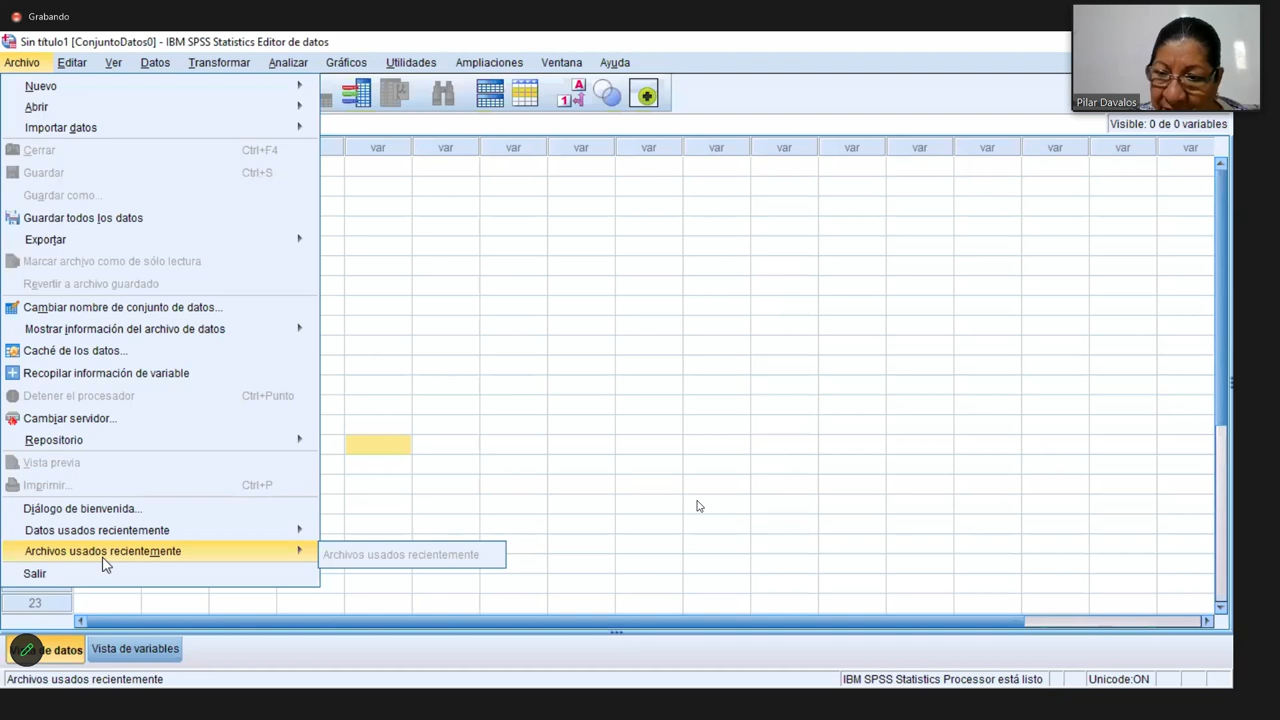 Grabando
Sin título1 [ConjuntoDatos0] - IBM SPSS Statistics Editor de datos
Archivo Editar Ver Datos Transformar Analizar Gráficos Utilidades Ampliaciones Ventana Ayuda
Pilar Davalos
Visible: 0 de 0 variables
var var var var var var var var var var var var var
Nuevo
Abrir
Importar datos
Cerrar Ctrl+F4
Guardar Ctrl+S
Guardar como...
Guardar todos los datos
Exportar
Marcar archivo como de sólo lectura
Revertir a archivo guardado
Cambiar nombre de conjunto de datos...
Mostrar información del archivo de datos
Caché de los datos...
Recopilar información de variable
Detener el procesador Ctrl+Punto
Cambiar servidor...
Repositorio
Vista previa
Imprimir... Ctrl+P
Diálogo de bienvenida...
Datos usados recientemente
Archivos usados recientemente
Archivos usados recientemente
Salir
23
de datos Vista de variables
Archivos usados recientemente
IBM SPSS Statistics Processor está listo
Unicode:ON